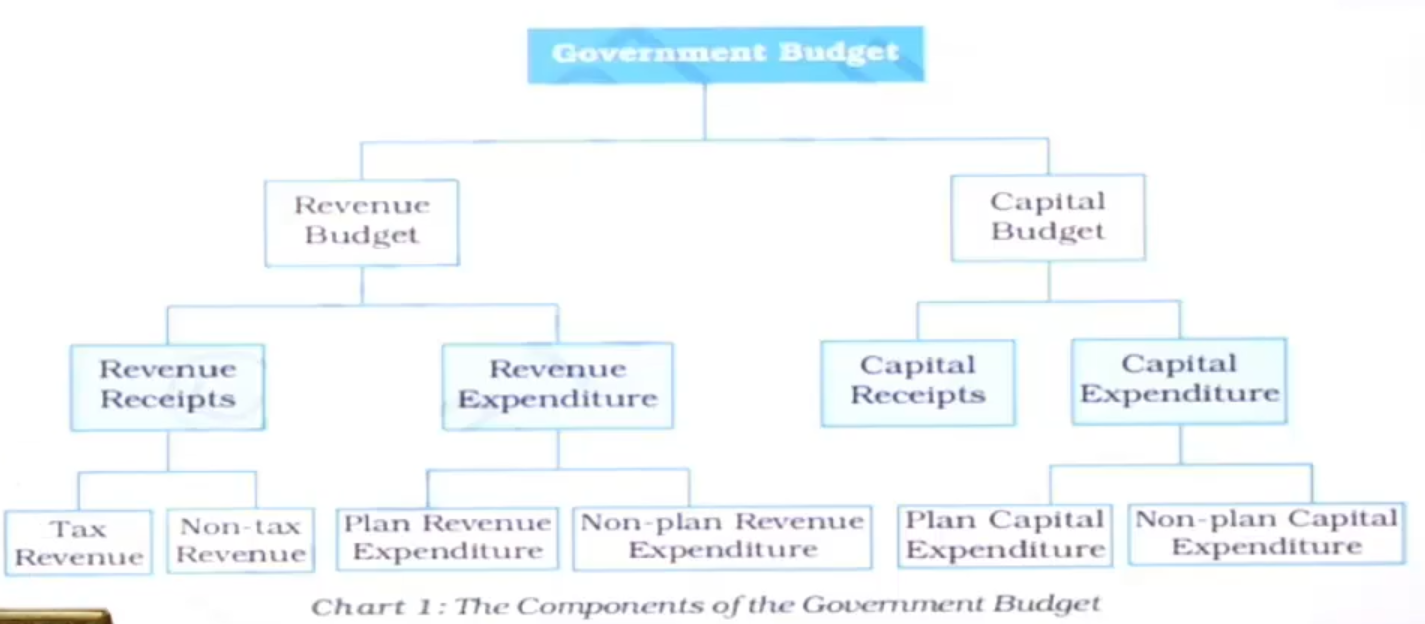 Government Budget
Revenue
Budget
Capital
Budget
Revenue
Receipts
Revenue
Expenditure
Capital
Receipts
Capital
Expenditure
Tax
Revenue
Non-tax
Revenue
Plan Revenue
Expenditure
Non-plan Revenue
Expenditure
Plan Capital
Expenditure
Non-plan Capital
Expenditure
Chart 1: The Components of the Government Budget